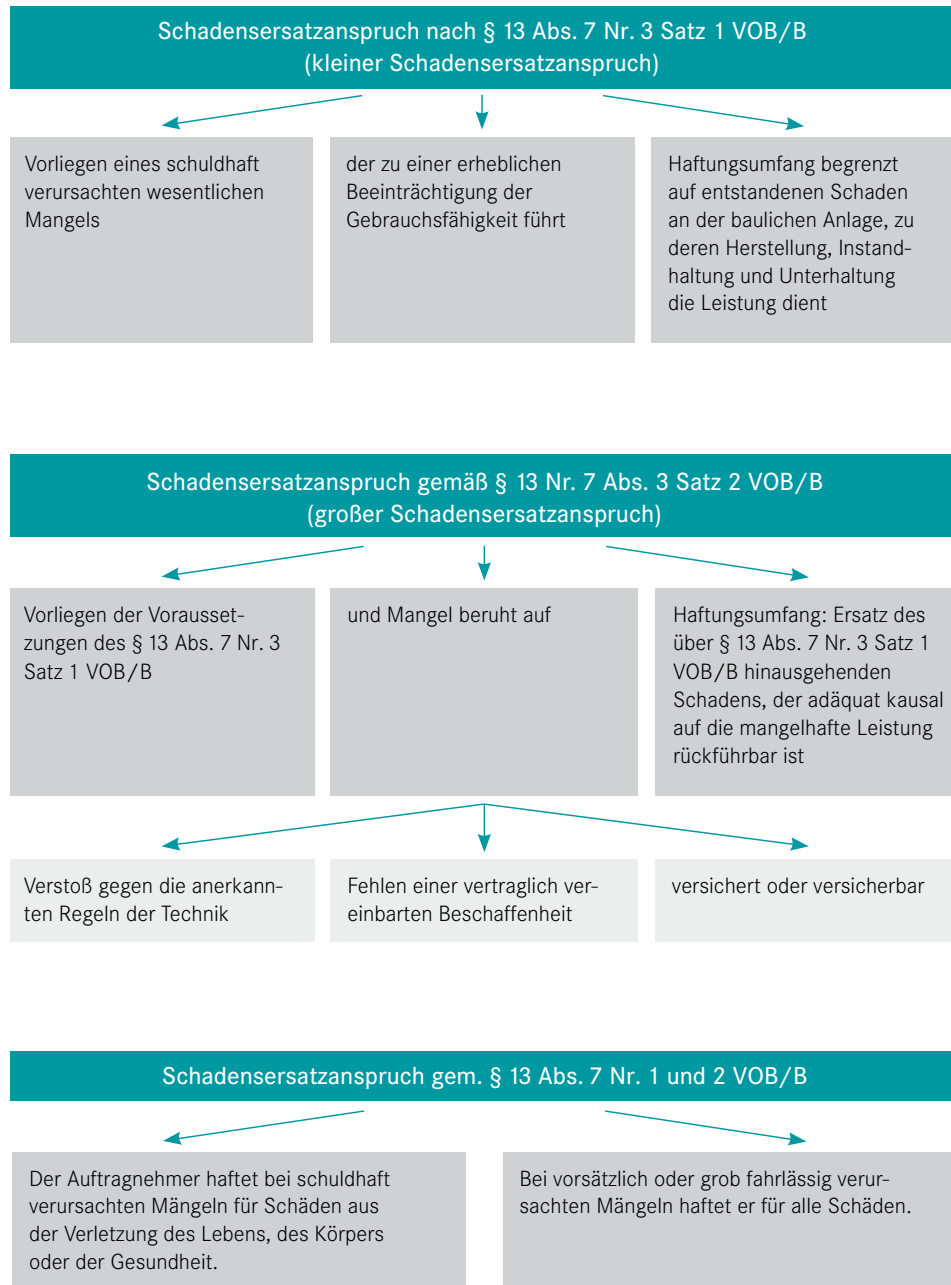 Schadensersatzanspruch nach § 13 Abs. 7 Nr. 3 Satz 1 VOB/B
(kleiner Schadensersatzanspruch)
Vorliegen eines schuldhaft
verursachten wesentlichen
Mangels
der zu einer erheblichen
Beeinträchtigung der
Gebrauchsfähigkeit führt
Haftungsumfang begrenzt
auf entstandenen Schaden
an der baulichen Anlage, zu
deren Herstellung, Instand-
haltung und Unterhaltung
die Leistung dient
Schadensersatzanspruch gemäß § 13 Nr. 7 Abs. 3 Satz 2 VOB/B
(großer Schadensersatzanspruch)
Vorliegen der Vorausset-
zungen des § 13 Abs. 7 Nr. 3
Satz 1 VOB/B
und Mangel beruht auf
Haftungsumfang: Ersatz des
über § 13 Abs. 7 Nr. 3 Satz 1
VOB/B hinausgehenden
Schadens, der adäquat kausal
auf die mangelhafte Leistung
rückführbar ist
Verstoß gegen die anerkann-
ten Regeln der Technik
Fehlen einer vertraglich ver-
einbarten Beschaffenheit
versichert oder versicherbar
Schadensersatzanspruch gem. § 13 Abs. 7 Nr. 1 und 2 VOB/B
Der Auftragnehmer haftet bei schuldhaft
verursachten Mängeln für Schäden aus
der Verletzung des Lebens, des Körpers
oder der Gesundheit.
Bei vorsätzlich oder grob fahrlässig verur-
sachten Mängeln haftet er für alle Schäden.